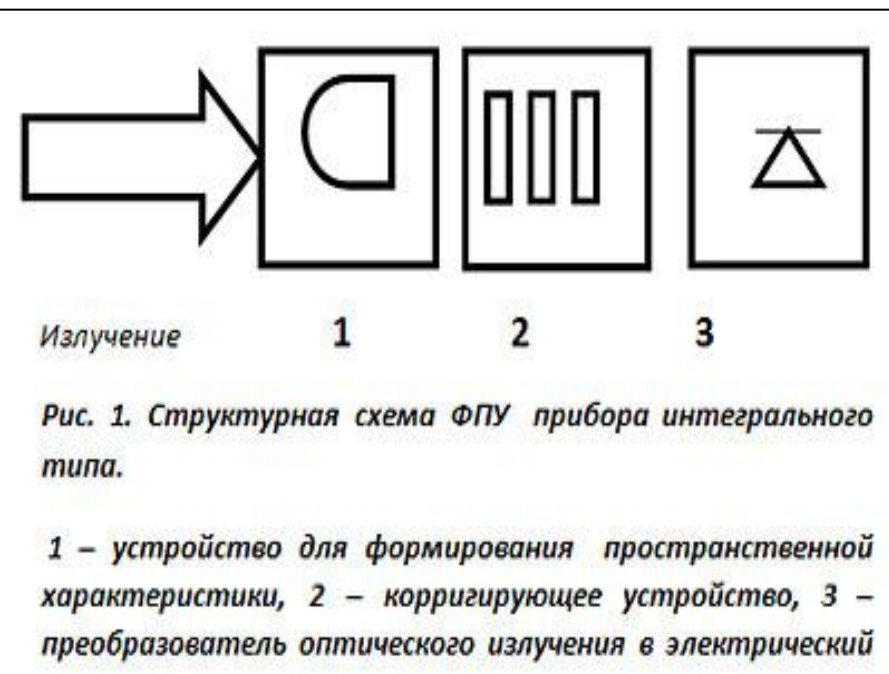 Излучение 1 2 3
Рис. 1. Структурная схема ФПУ прибора интегрального
типа.
1 – устройство для формирования пространственной
характеристики, 2 – корригирующее устройство, 3 –
преобразователь оптического излучения в электрический